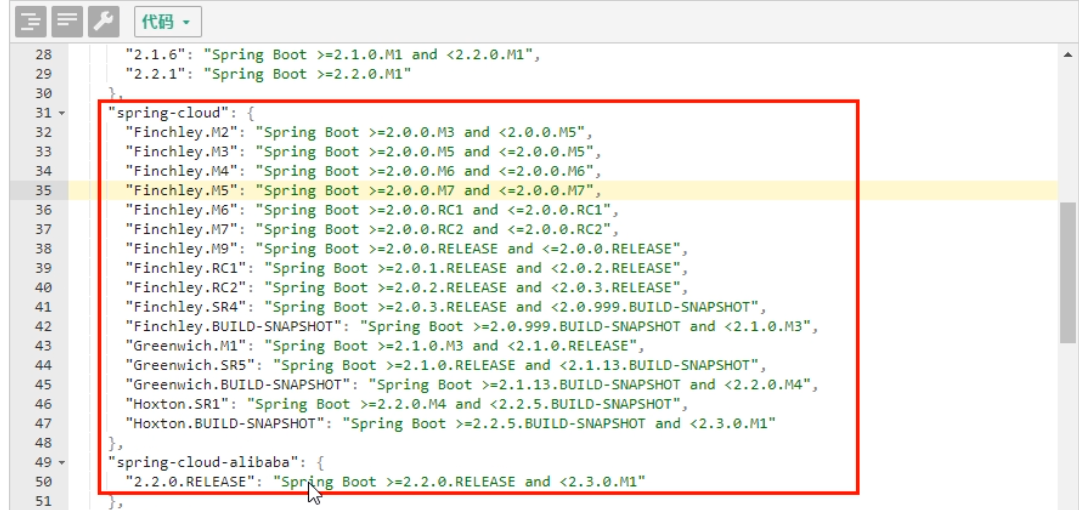 代码
28 "2.1.6": "Spring Boot >=2.1.0.M1 and <2.2.0.M1",
29 "2.2.1": "Spring Boot >=2.2.0.M1"
30 },
31 "spring-cloud": {
32 "Finchley.M2": "Spring Boot >=2.0.0.M3 and <2.0.0.M5",
33 "Finchley.M3": "Spring Boot >=2.0.0.M5 and <=2.0.0.M5",
34 "Finchley.M4": "Spring Boot >=2.0.0.M6 and <=2.0.0.M6",
35 "Finchley.M5": "Spring Boot >=2.0.0.M7 and <=2.0.0.M7",
36 "Finchley.M6": "Spring Boot >=2.0.0.RC1 and <=2.0.0.RC1",
37 "Finchley.M7": "Spring Boot >=2.0.0.RC2 and <=2.0.0.RC2",
38 "Finchley.M9": "Spring Boot >=2.0.0.RELEASE and <=2.0.0.RELEASE",
39 "Finchley.RC1": "Spring Boot >=2.0.1.RELEASE and <2.0.2.RELEASE",
40 "Finchley.RC2": "Spring Boot >=2.0.2.RELEASE and <2.0.3.RELEASE",
41 "Finchley.SR4": "Spring Boot >=2.0.3.RELEASE and <2.0.999.BUILD-SNAPSHOT",
42 "Finchley.BUILD-SNAPSHOT": "Spring Boot >=2.0.999.BUILD-SNAPSHOT and <2.1.0.M3",
43 "Greenwich.M1": "Spring Boot >=2.1.0.M3 and <2.1.0.RELEASE",
44 "Greenwich.SR5": "Spring Boot >=2.1.0.RELEASE and <2.1.13.BUILD-SNAPSHOT",
45 "Greenwich.BUILD-SNAPSHOT": "Spring Boot >=2.1.13.BUILD-SNAPSHOT and <2.2.0.M4",
46 "Hoxton.SR1": "Spring Boot >=2.2.0.M4 and <2.2.5.BUILD-SNAPSHOT",
47 "Hoxton.BUILD-SNAPSHOT": "Spring Boot >=2.2.5.BUILD-SNAPSHOT and <2.3.0.M1"
48 },
49 "spring-cloud-alibaba": {
50 "2.2.0.RELEASE": "Spring Boot >=2.2.0.RELEASE and <2.3.0.M1"
51 },